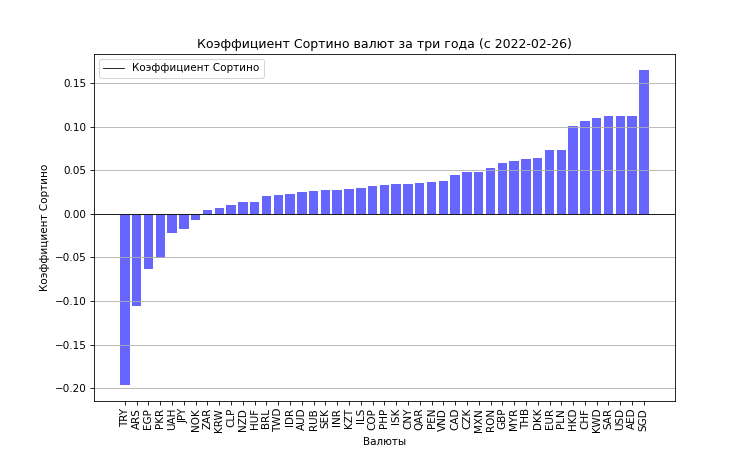 Коэффициент Сортино валют за три года (с 2022-02-26)
Коэффициент Сортино
0.15
0.10
0.05
0.00
−0.05
−0.10
−0.15
−0.20
Коэффициент Сортино
TRY ARS EGP PKR UAH JPY NOK ZAR KRW CLP NZD HUF BRL TWD IDR AUD RUB SEK INR KZT ILS COP PHP ISK CNY QAR PEN VND CAD CZK MXN RON GBP MYR THB DKK EUR PLN HKD CHF KWD SAR USD AED SGD
Валюты